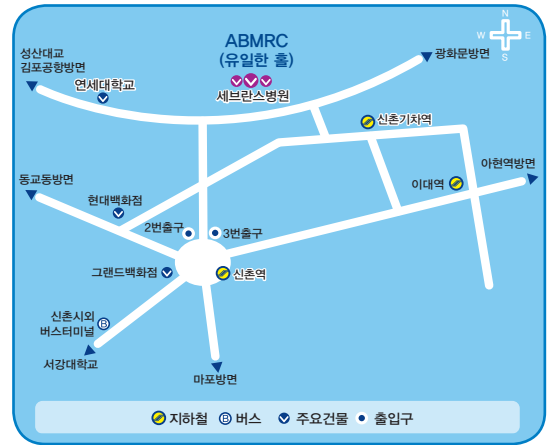 ABMRC
(유일한 홀)
세브란스병원
N
W E
S
성산대교
김포공항방면
연세대학교
광화문방면
신촌기차역
아현역방면
이대역
동교동방면
현대백화점
2번출구
3번출구
그랜드백화점
신촌역
신촌시외
버스터미널
B
서강대학교
마포방면
지하철 B 버스 주요건물 출입구